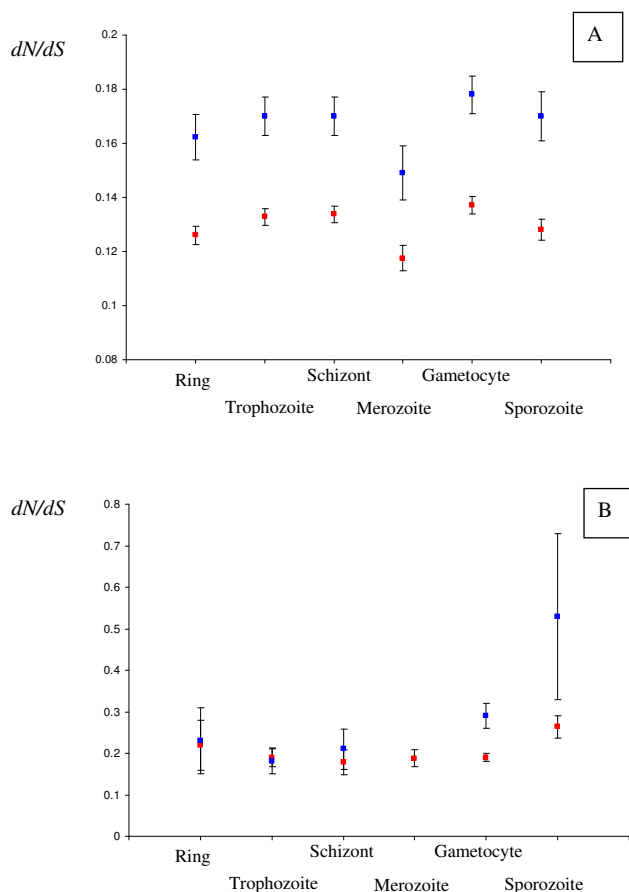 dN/dS
A
0.2
0.18
0.16
0.14
0.12
0.1
0.08
Ring
Schizont
Gametocyte
Trophozoite
Merozoite
Sporozoite
dN/dS
B
0.8
0.7
0.6
0.5
0.4
0.3
0.2
0.1
0
Ring
Schizont
Gametocyte
Trophozoite
Merozoite
Sporozoite